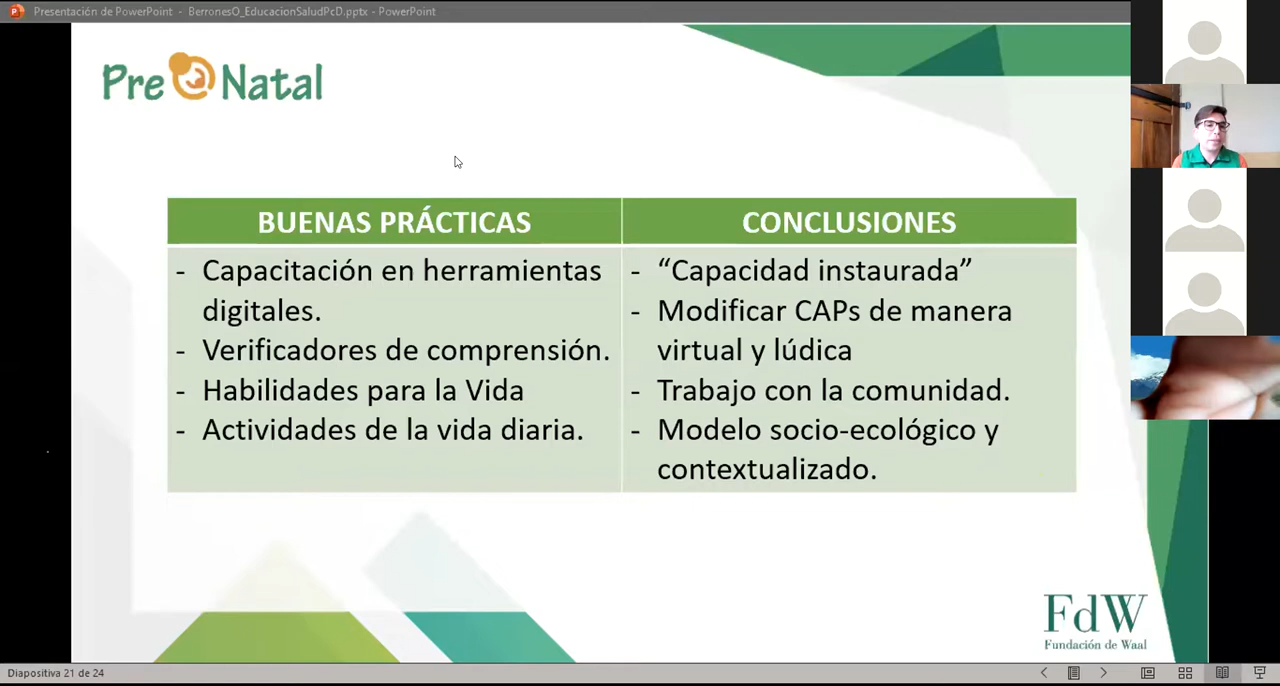 Presentación de PowerPoint - BerronesO_EducacionSaludPcD.pptx - PowerPoint
Pre Natal
BUENAS PRÁCTICAS
- Capacitación en herramientas
digitales.
- Verificadores de comprensión.
- Habilidades para la Vida
- Actividades de la vida diaria.
CONCLUSIONES
- “Capacidad instaurada”
- Modificar CAPs de manera
virtual y lúdica
- Trabajo con la comunidad.
- Modelo socio-ecológico y
contextualizado.
FdW
Fundación de Waal
Diapositiva 21 de 24